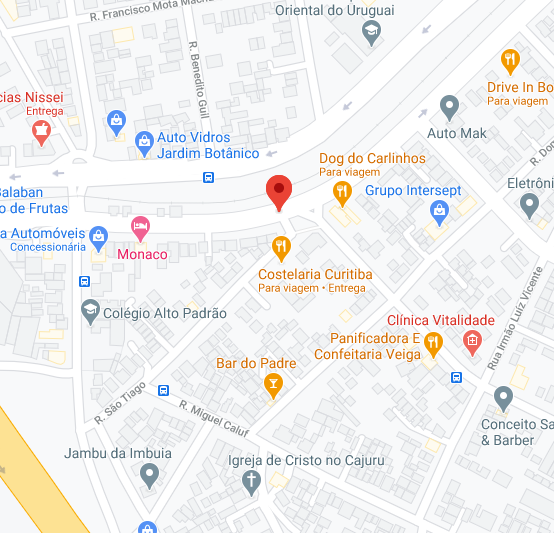 R. Francisco Mota Macha
Oriental do Uruguai
R. Benedito Guil
Drive In Bo
Para viagem
cias Nissei
Entrega
Auto Mak
Auto Vidros
Jardim Botânico
R. Dom
Dog do Carlinhos
Para viagem
Grupo Intersept
Eletrôni
Balaban
o de Frutas
a Automóveis
Concessionária
Monaco
Costelaria Curitiba
Para viagem • Entrega
Rua Irmão Luíz Vicente
Colégio Alto Padrão
Clínica Vitalidade
Panificadora E
Confeitaria Veiga
Bar do Padre
R. São Tiago
R. Miguel Caluf
Conceito Sa
& Barber
Jambu da Imbuia
Igreja de Cristo no Cajuru